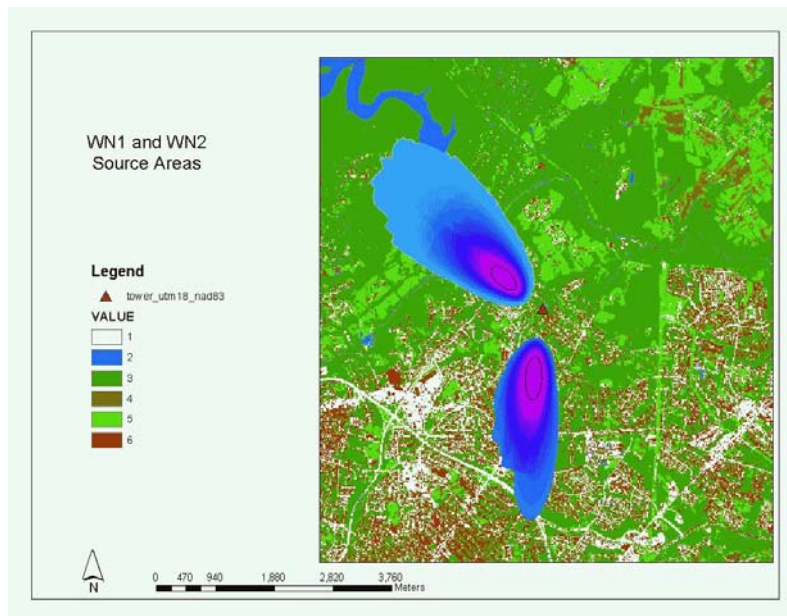 WN1 and WN2
Source Areas
Legend
tower_utm18_nad83
VALUE
1
2
3
4
5
6
N
0 470 940 1,880 2,820 3,760
Meters